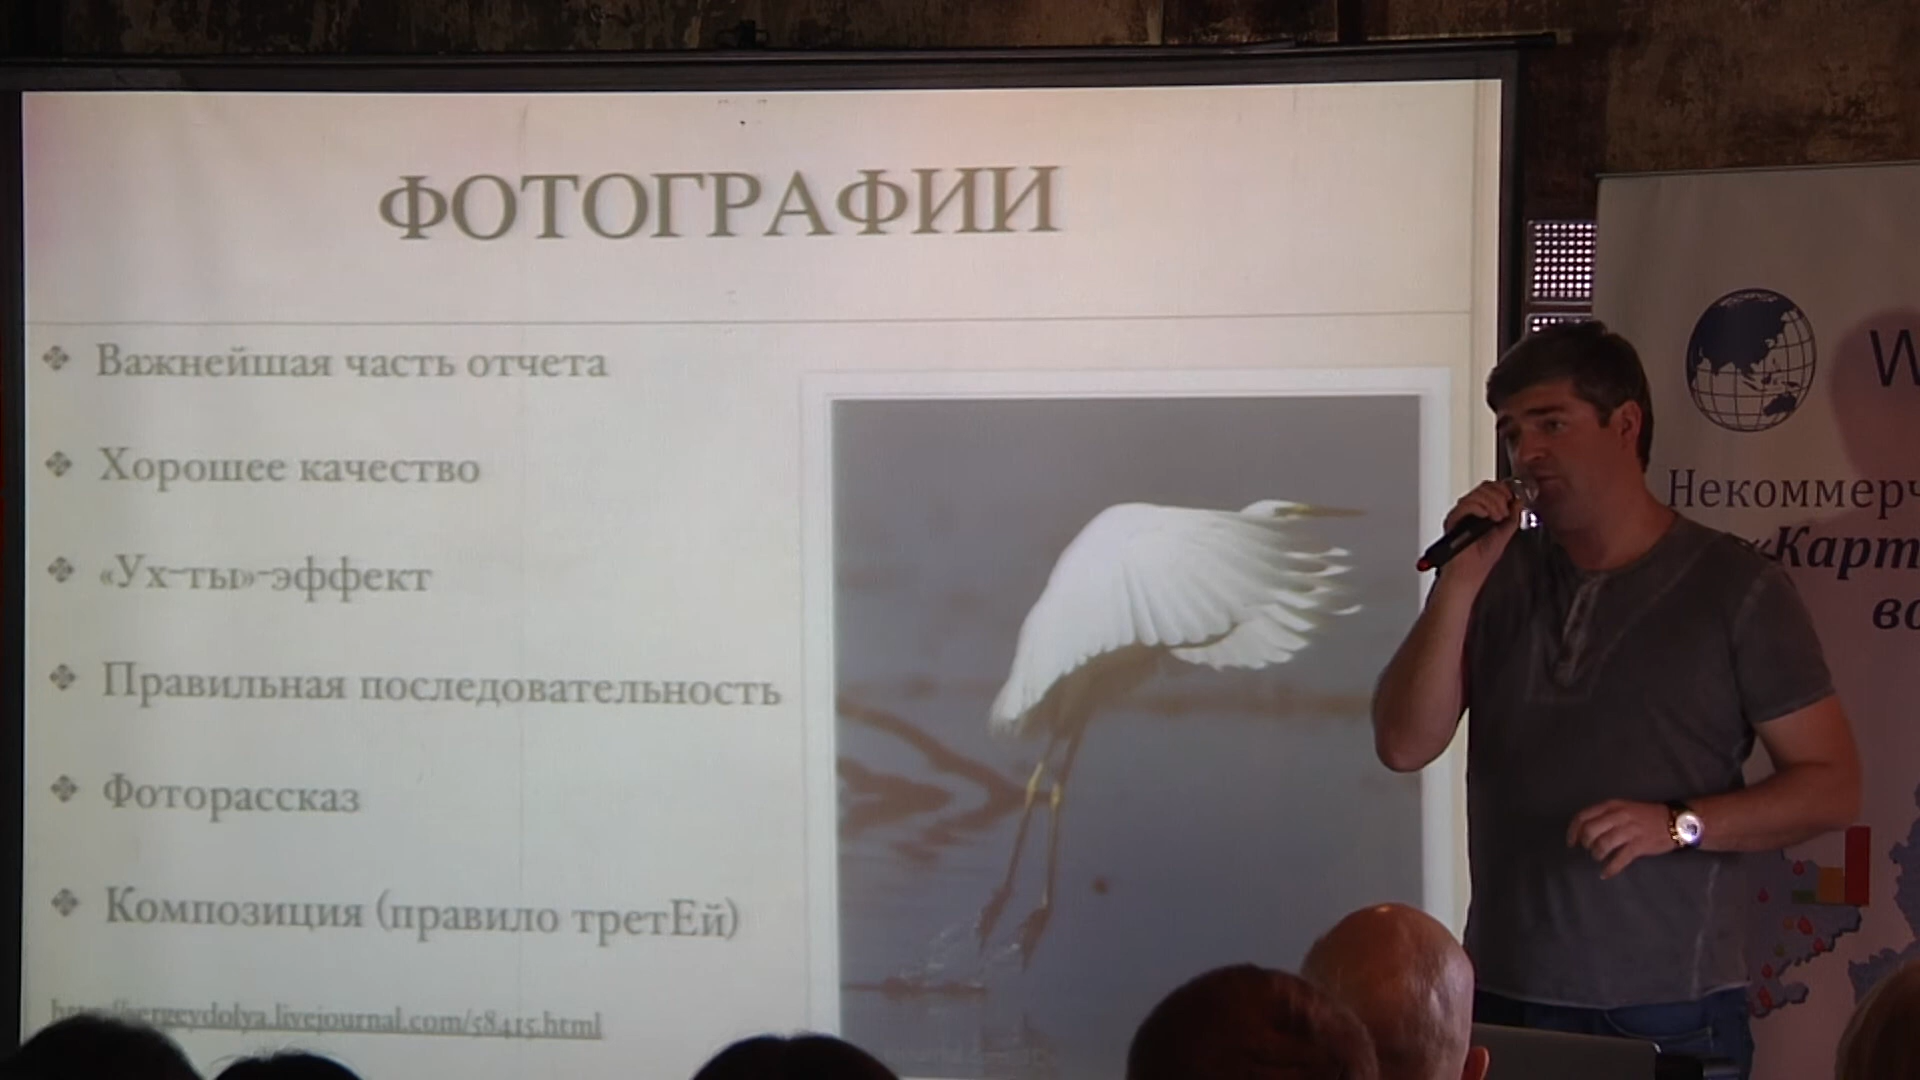 ФОТОГРАФИИ
Важнейшая часть отчета
Хорошее качество
«Ух-ты»-эффект
Правильная последовательность
Фоторассказ
Композиция (правило третЕй)
http://sergeydolya.livejournal.com/58415.html
W
Некоммерч
«Карт
во